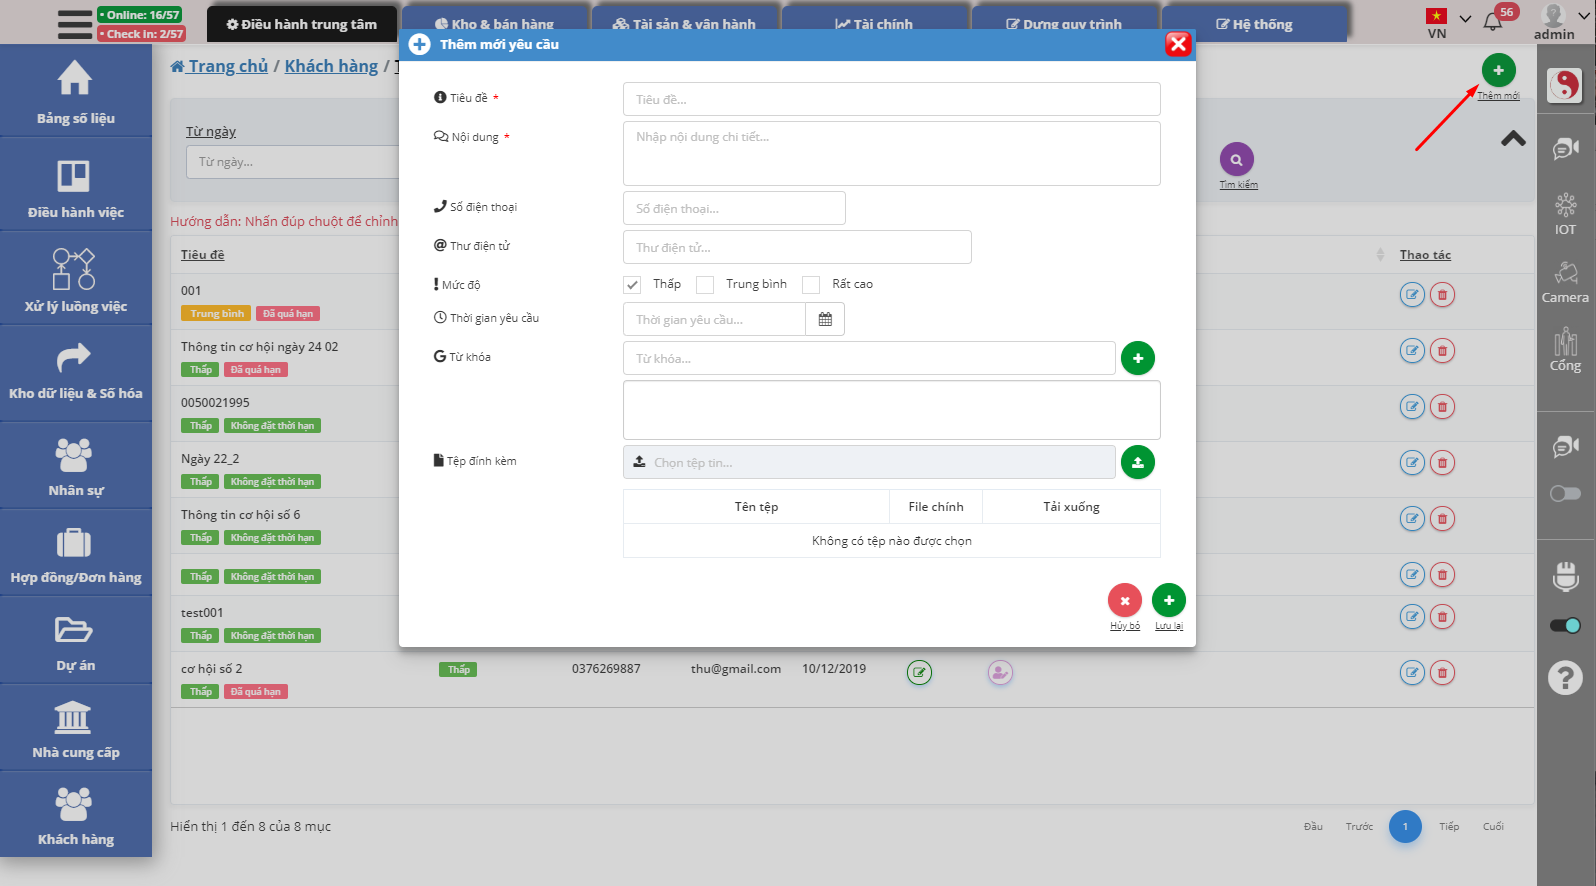 Online: 16/57
Check in: 2/57
Điều hành trung tâm
Kho & bán hàng
Tài sản & văn hành
Tài chính
Dựng quy trình
Hệ thống
VN
56
admin
Bảng số liệu
Điều hành việc
Xử lý luồng việc
Kho dữ liệu & Số hóa
Nhân sự
Hợp đồng/Đơn hàng
Dự án
Nhà cung cấp
Khách hàng
Trang chủ / Khách hàng /
Thêm mới
Từ ngày
Từ ngày...
Tìm kiếm
Hướng dẫn: Nhấn đúp chuột để chỉnh
Tiêu đề
Thao tác
001
Trung bình Đã quá hạn
Thông tin cơ hội ngày 24 02
Thấp Đã quá hạn
0050021995
Thấp Không đặt thời hạn
Ngày 22_2
Thấp Không đặt thời hạn
Thông tin cơ hội số 6
Thấp Không đặt thời hạn
Thấp Không đặt thời hạn
test001
Thấp Không đặt thời hạn
cơ hội số 2 Thấp 0376269887 thu@gmail.com 10/12/2019
Thấp Đã quá hạn
Hiển thị 1 đến 8 của 8 mục
Đầu Trước 1 Tiếp Cuối
Thêm mới yêu cầu
Tiêu đề *
Tiêu đề...
Nội dung *
Nhập nội dung chi tiết...
Số điện thoại
Số điện thoại...
Thư điện tử
Thư điện tử...
Mức độ
Thấp Trung bình Rất cao
Thời gian yêu cầu
Thời gian yêu cầu...
Từ khóa
Từ khóa...
Tệp đính kèm
Chọn tệp tin...
Tên tệp File chính Tải xuống
Không có tệp nào được chọn
Hủy bỏ Lưu lại
IOT
Camera
Cổng